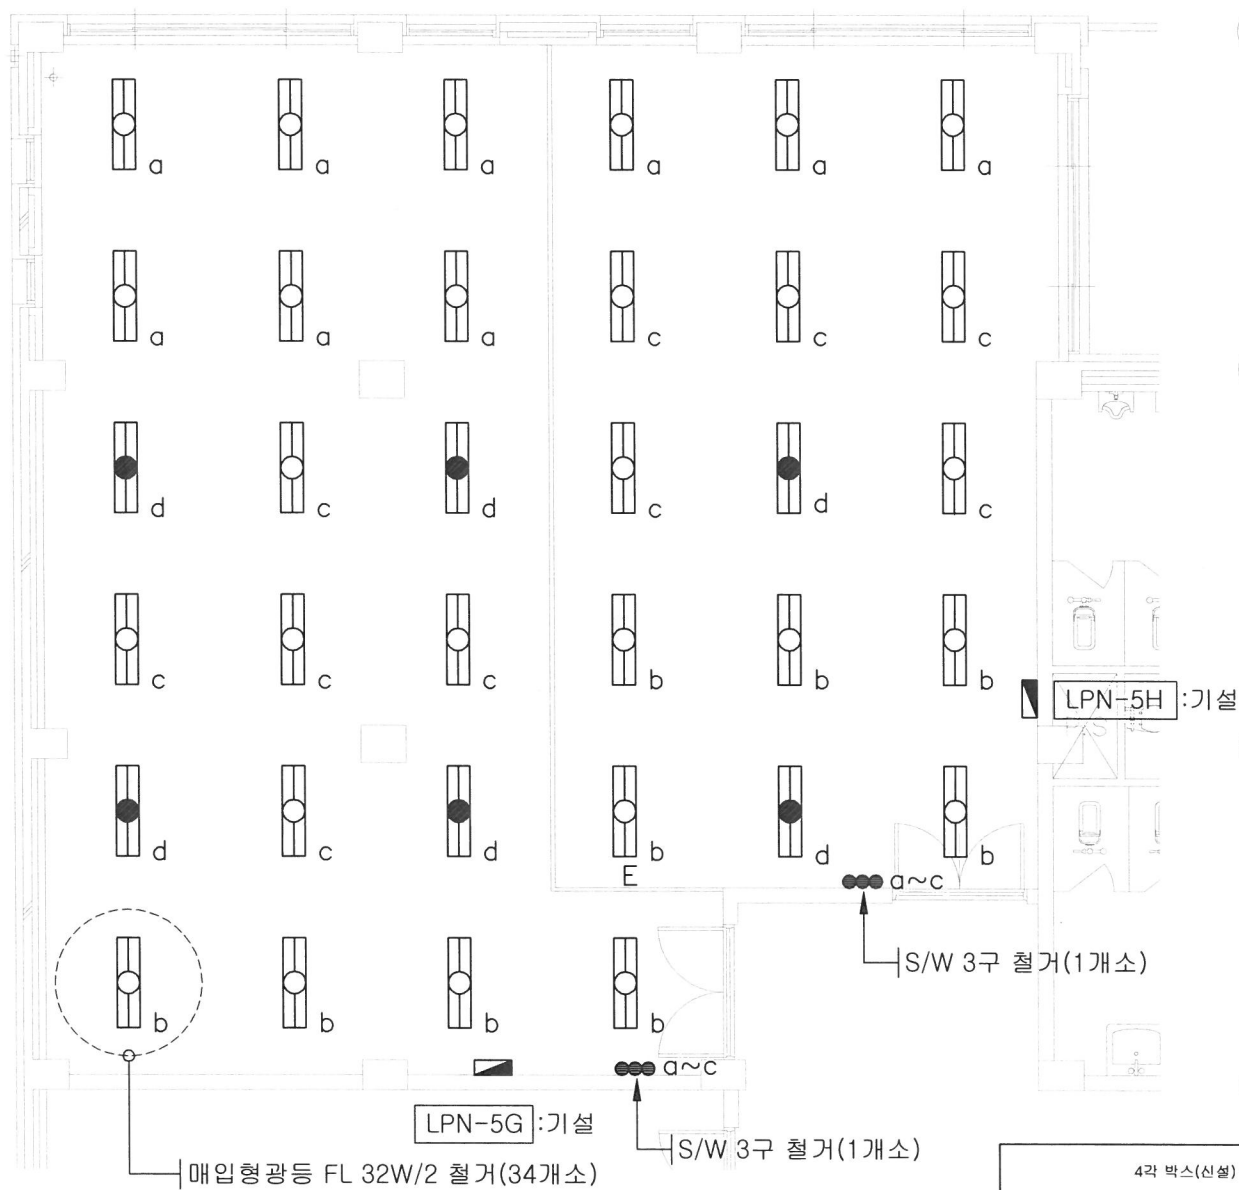 a a a a a a
a a a c c c
d c d c d c
c c c b b b
LPN-5H :기설
d c d b d b
E
a~c
S/W 3구 철거(1개소)
b b b b
a~c
LPN-5G :기설
S/W 3구 철거(1개소)
매입형광등 FL 32W/2 철거(34개소)
4각 박스(신설)